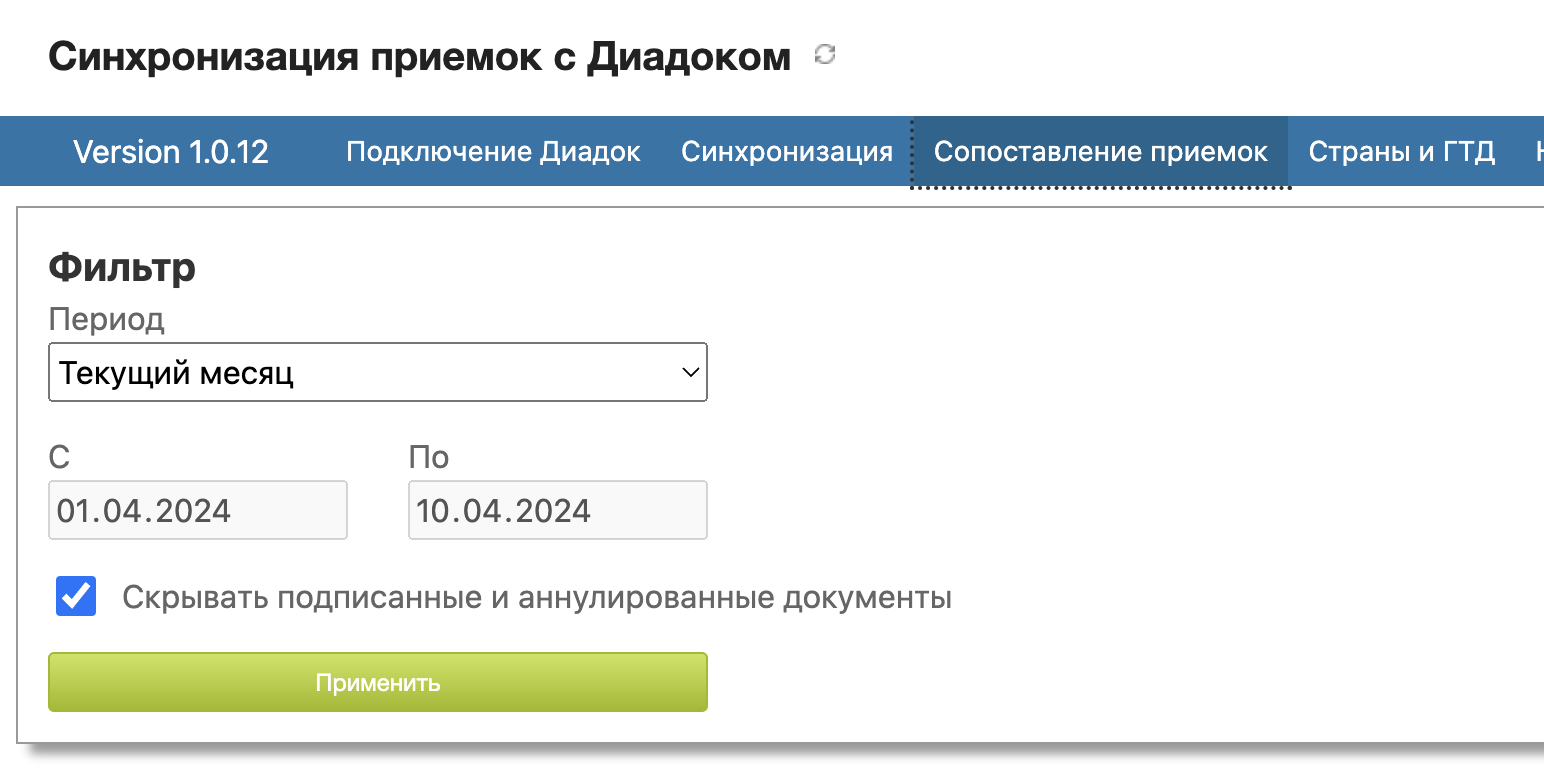 Синхронизация приемок с Диадоком
Version 1.0.12 Подключение Диадок Синхронизация Сопоставление приемок Страны и ГТД
Фильтр
Период
Текущий месяц
С По
01.04.2024 10.04.2024
Скрывать подписанные и аннулированные документы
Применить